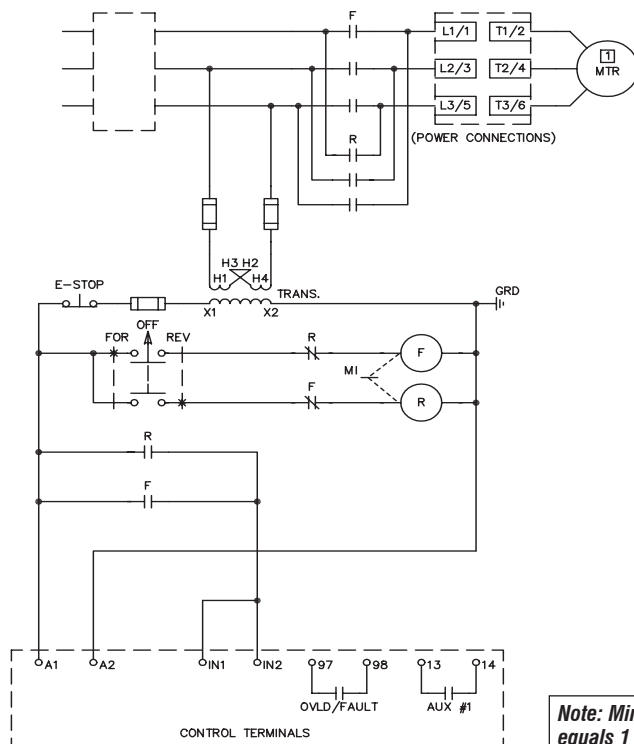 F
L1/1 T1/2
1
MTR
L2/3 T2/4
L3/5 T3/6
(POWER CONNECTIONS)
R
H3 H2
H1 H4
E-STOP
TRANS.
GRD
X1 X2
OFF
FOR REV
R
F
MI
F
R
R
F
A1 A2 IN1 IN2 97 98 13 14
OVLD/FAULT AUX #1
CONTROL TERMINALS
Note: Min
equals 1